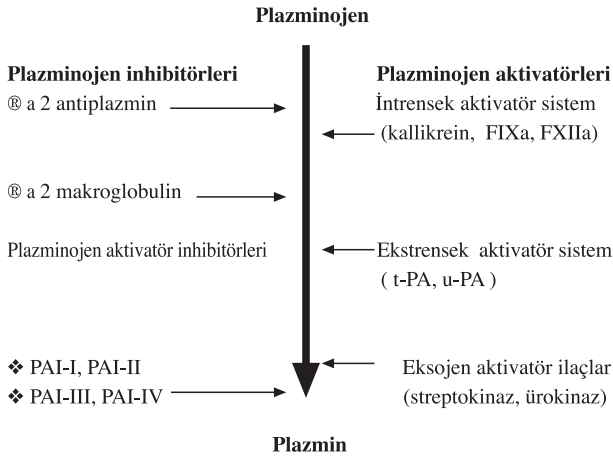 Plazminojen
Plazminojen inhibitörleri
® a 2 antiplazmin
® a 2 makroglobulin
Plazminojen aktivatör inhibitörleri
❖ PAI-I, PAI-II
❖ PAI-III, PAI-IV
Plazminojen aktivatörleri
İntrensek aktivatör sistem
(kallikrein, FIXa, FXIIa)
Ekstrensek aktivatör sistem
( t-PA, u-PA )
Eksojen aktivatör ilaçlar
(streptokinaz, ürokinaz)
Plazmin